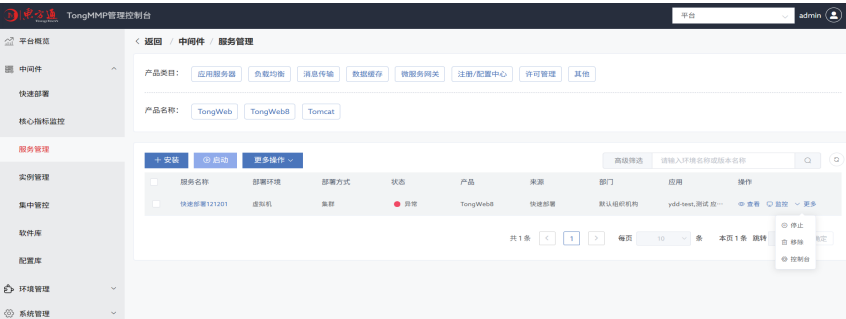 东方通 TongMMP管理控制台 平台 admin
平台概览
中间件
快速部署
核心指标监控
服务管理
实例管理
集中管控
软件库
配置库
环境管理
系统管理
< 返回 / 中间件 / 服务管理
产品类目: 应用服务器 负载均衡 消息传输 数据缓存 微服务网关 注册/配置中心 许可管理 其他
产品名称: TongWeb TongWeb8 Tomcat
+ 安装 启动 更多操作 高级筛选 请输入环境名称或版本名称
服务名称 部署环境 部署方式 状态 产品 来源 部门 应用 操作
快速部署121201 虚拟机 集群 异常 TongWeb8 快速部署 默认组织机构 ydd-test,测试 应… 查看 监控 更多
停止
移除
控制台
共 1 条 < 1 > 每页 10 条 本页 1 条 跳转 定